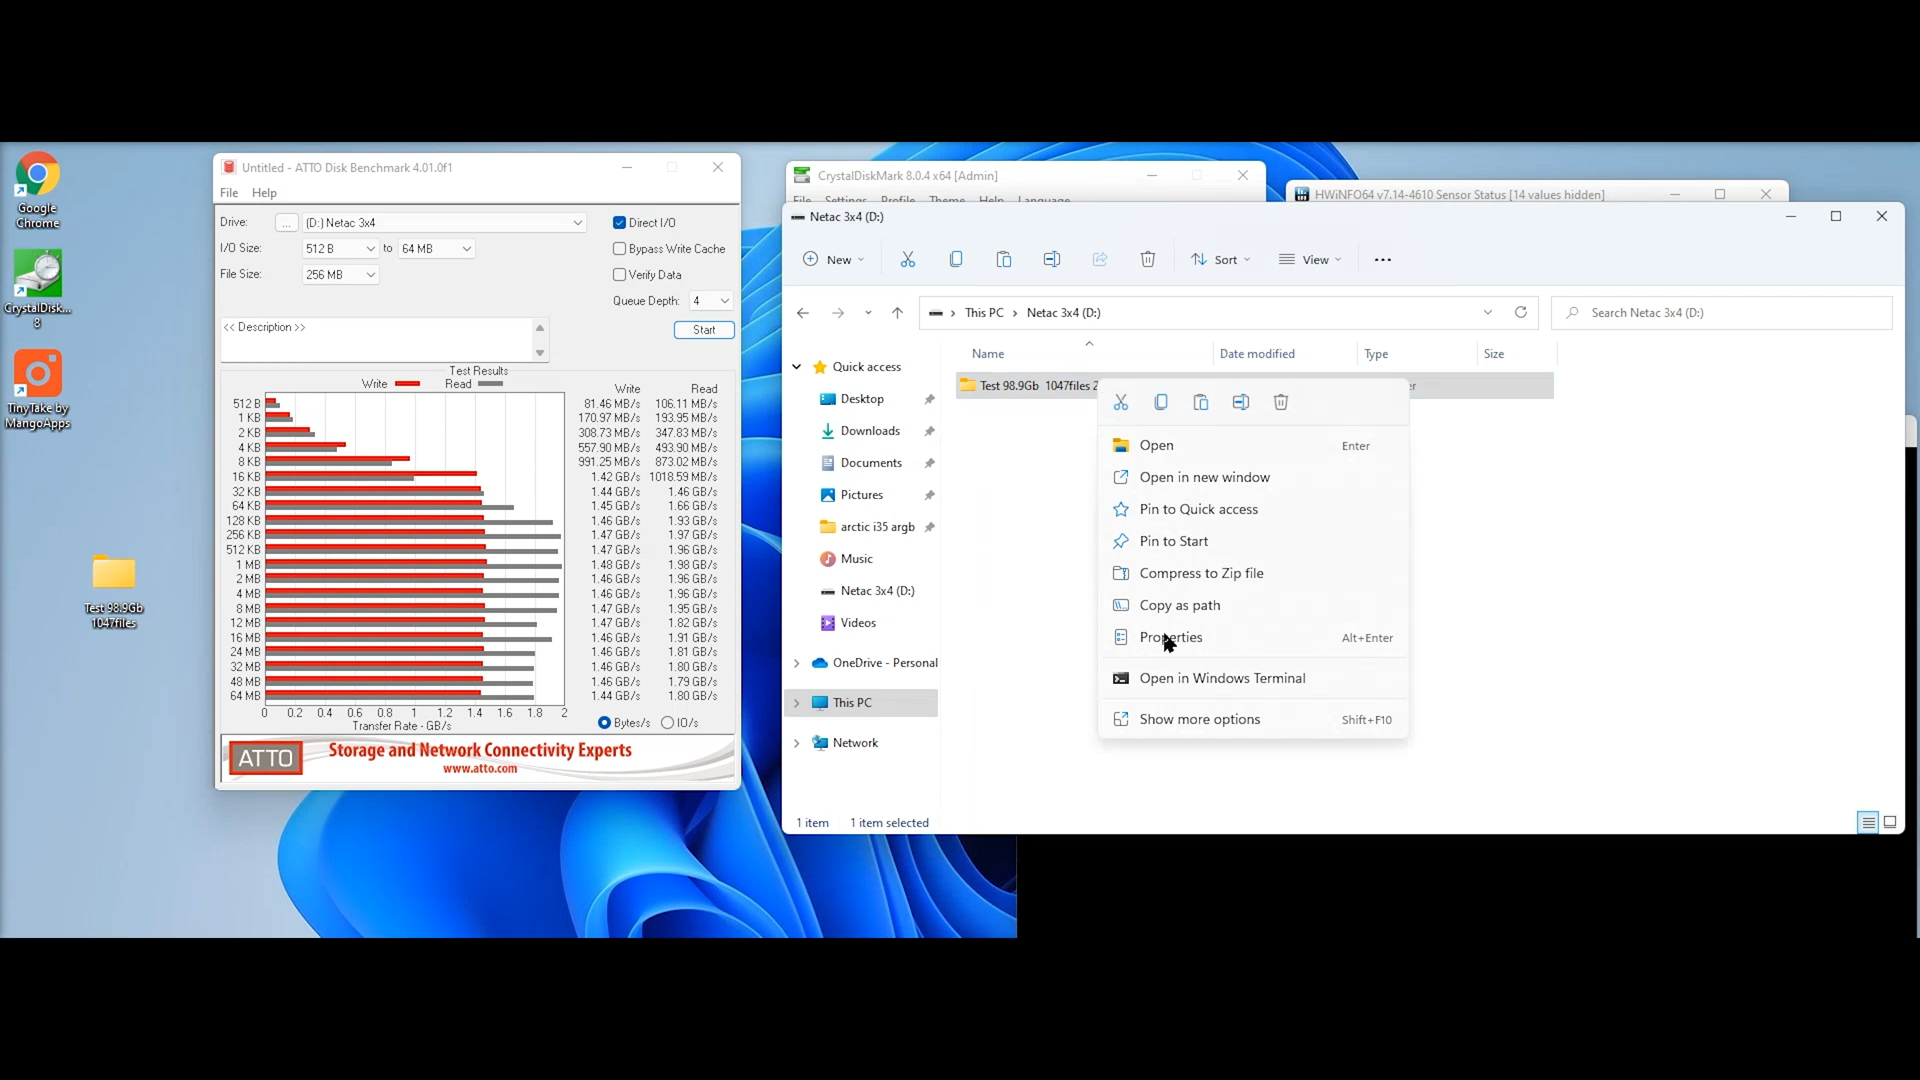 Google
Chrome
CrystalDisk...
8
TinyTake by
MangoApps
Test 98.9Gb
1047files
Untitled - ATTO Disk Benchmark 4.01.0f1
File Help
Drive: ... (D:) Netac 3x4
I/O Size: 512 B to 64 MB
File Size: 256 MB
Direct I/O
Bypass Write Cache
Verify Data
Queue Depth: 4
<< Description >>
Start
Test Results
Write Read
Write Read
512 B 81.46 MB/s 106.11 MB/s
1 KB 170.97 MB/s 193.95 MB/s
2 KB 308.73 MB/s 347.83 MB/s
4 KB 557.90 MB/s 493.90 MB/s
8 KB 991.25 MB/s 873.02 MB/s
16 KB 1.42 GB/s 1018.59 MB/s
32 KB 1.44 GB/s 1.46 GB/s
64 KB 1.45 GB/s 1.66 GB/s
128 KB 1.46 GB/s 1.93 GB/s
256 KB 1.47 GB/s 1.97 GB/s
512 KB 1.47 GB/s 1.96 GB/s
1 MB 1.48 GB/s 1.98 GB/s
2 MB 1.46 GB/s 1.96 GB/s
4 MB 1.46 GB/s 1.96 GB/s
8 MB 1.47 GB/s 1.95 GB/s
12 MB 1.47 GB/s 1.82 GB/s
16 MB 1.46 GB/s 1.91 GB/s
24 MB 1.46 GB/s 1.81 GB/s
32 MB 1.46 GB/s 1.80 GB/s
48 MB 1.46 GB/s 1.79 GB/s
64 MB 1.44 GB/s 1.80 GB/s
0 0.2 0.4 0.6 0.8 1 1.2 1.4 1.6 1.8 2
Transfer Rate - GB/s
Bytes/s IO/s
ATTO
Storage and Network Connectivity Experts
www.atto.com
CrystalDiskMark 8.0.4 x64 [Admin]
File Settings Profile Theme Help Language
HWiNFO64 v7.14-4610 Sensor Status [14 values hidden]
Netac 3x4 (D:)
New Sort View ...
This PC > Netac 3x4 (D:)
Search Netac 3x4 (D:)
Name Date modified Type Size
Test 98.9Gb 1047files 2
er
Quick access
Desktop
Downloads
Documents
Pictures
arctic i35 argb
Music
Netac 3x4 (D:)
Videos
OneDrive - Personal
This PC
Network
1 item 1 item selected
Open Enter
Open in new window
Pin to Quick access
Pin to Start
Compress to Zip file
Copy as path
Properties Alt+Enter
Open in Windows Terminal
Show more options Shift+F10